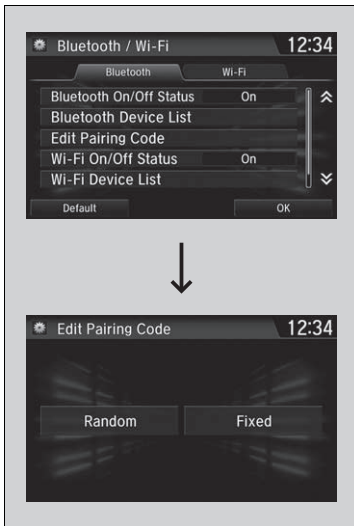 Bluetooth / Wi-Fi 12:34
Bluetooth Wi-Fi
Bluetooth On/Off Status On
Bluetooth Device List
Edit Pairing Code
Wi-Fi On/Off Status On
Wi-Fi Device List
Default OK
Edit Pairing Code 12:34
Random Fixed